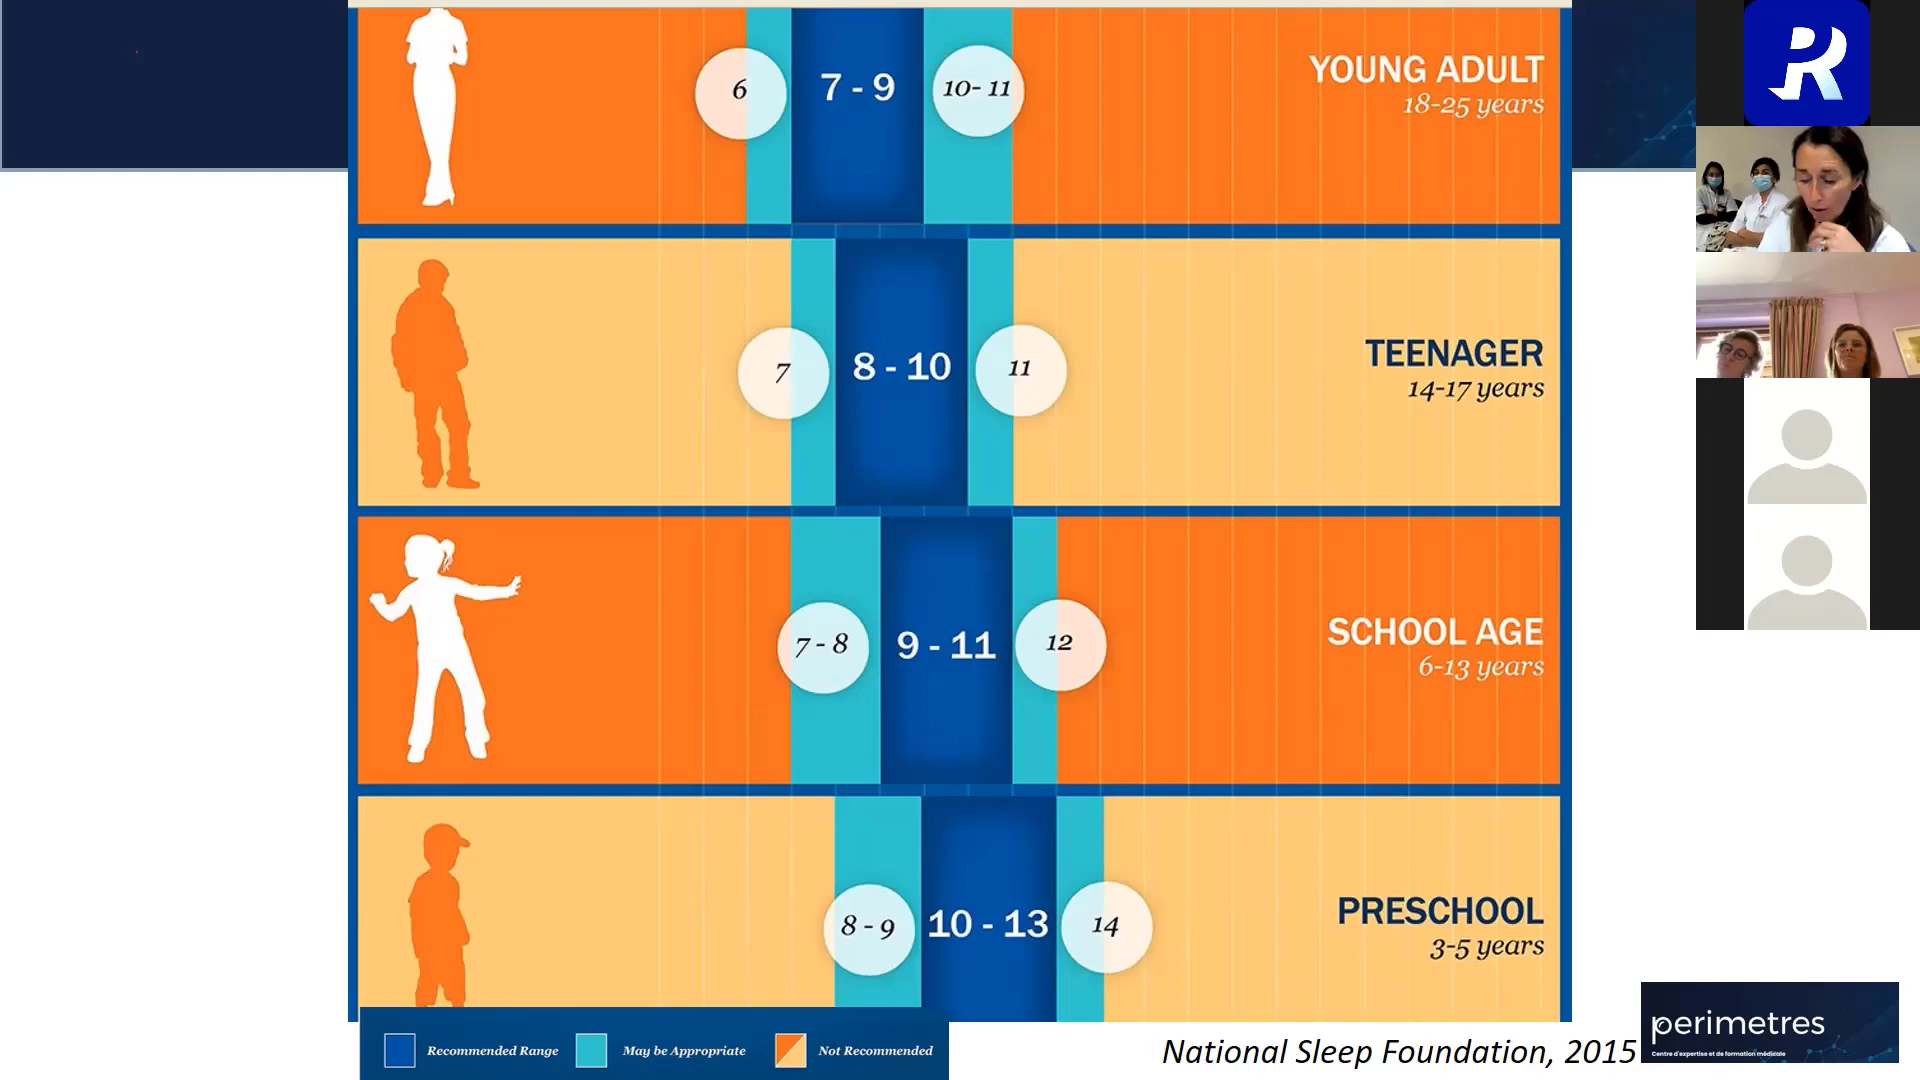 6
7 - 9
10- 11
YOUNG ADULT
18-25 years
7
8 - 10
11
TEENAGER
14-17 years
7 - 8
9 - 11
12
SCHOOL AGE
6-13 years
8 - 9
10 - 13
14
PRESCHOOL
3-5 years
Recommended Range
May be Appropriate
Not Recommended
National Sleep Foundation, 2015
perimetres
Centre d'expertise et de formation médicale
R